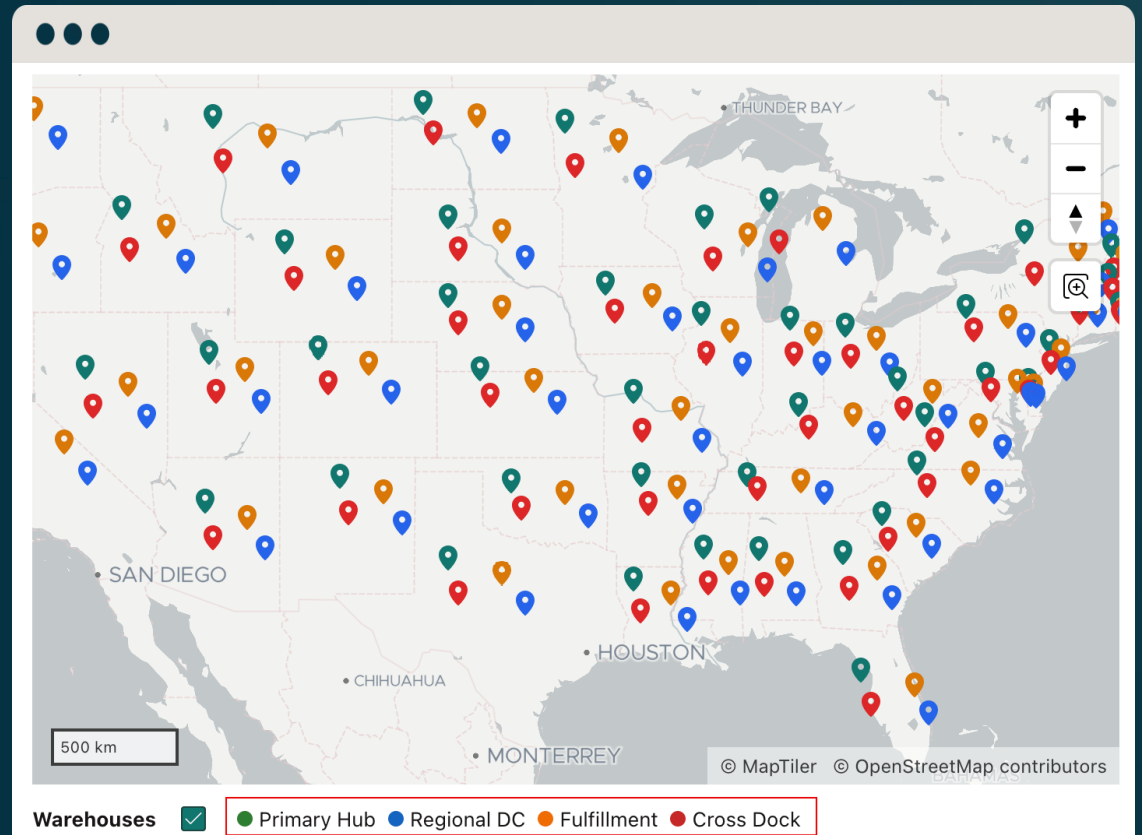 THUNDER BAY
+
−
SAN DIEGO
HOUSTON
CHIHUAHUA
MONTERREY
500 km
© MapTiler © OpenStreetMap contributors
BAHAMAS
Warehouses Primary Hub Regional DC Fulfillment Cross Dock